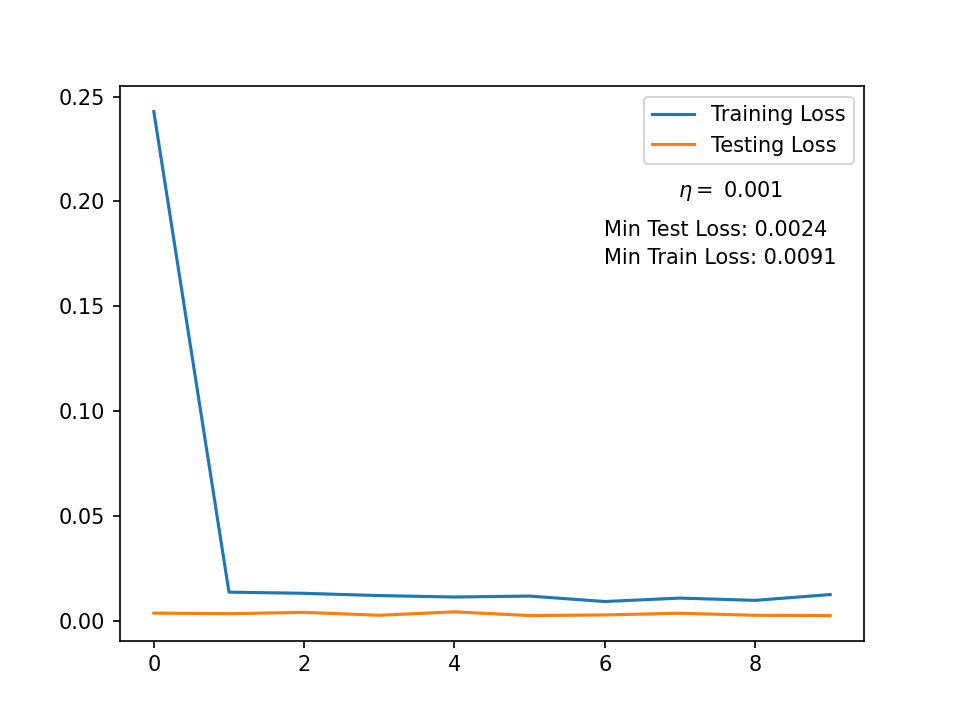 0.25
0.20
0.15
0.10
0.05
0.00
Training Loss
Testing Loss
η = 0.001
Min Test Loss: 0.0024
Min Train Loss: 0.0091
0 2 4 6 8